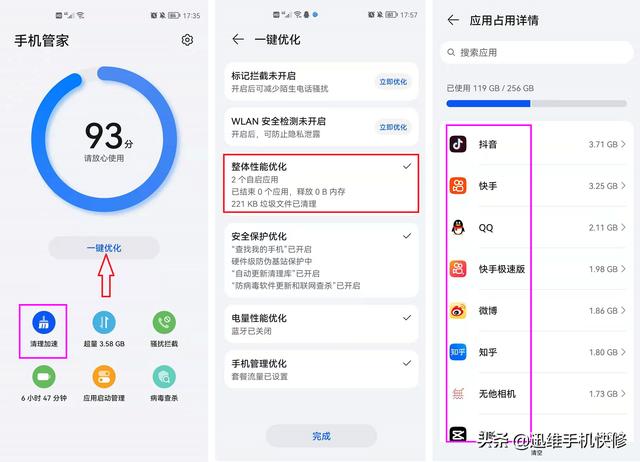 17:35
手机管家
93分
请放心使用
一键优化
清理加速
超量 3.58 GB
骚扰拦截
6 小时 47 分钟
应用启动管理
病毒查杀
17:57
一键优化
标记拦截未开启
开启后可减少陌生电话骚扰
立即优化
WLAN 安全检测未开启
开启后，可防止隐私泄露
立即优化
整体性能优化
2 个自启应用
已结束 0 个应用，释放 0 B 内存
221 KB 垃圾文件已清理
安全保护优化
“查找我的手机”已开启
硬件级防伪基站保护中
“自动更新清理库”已开启
“防病毒软件更新和联网查杀”已开启
电量性能优化
蓝牙已关闭
手机管理优化
套餐流量已设置
完成
应用占用详情
搜索应用
已使用 119 GB / 256 GB
抖音
3.71 GB
快手
3.25 GB
QQ
2.11 GB
快手极速版
1.98 GB
微博
1.86 GB
知乎
知乎
1.80 GB
无他相机
1.73 GB
头条 @迅维手机快修
清空